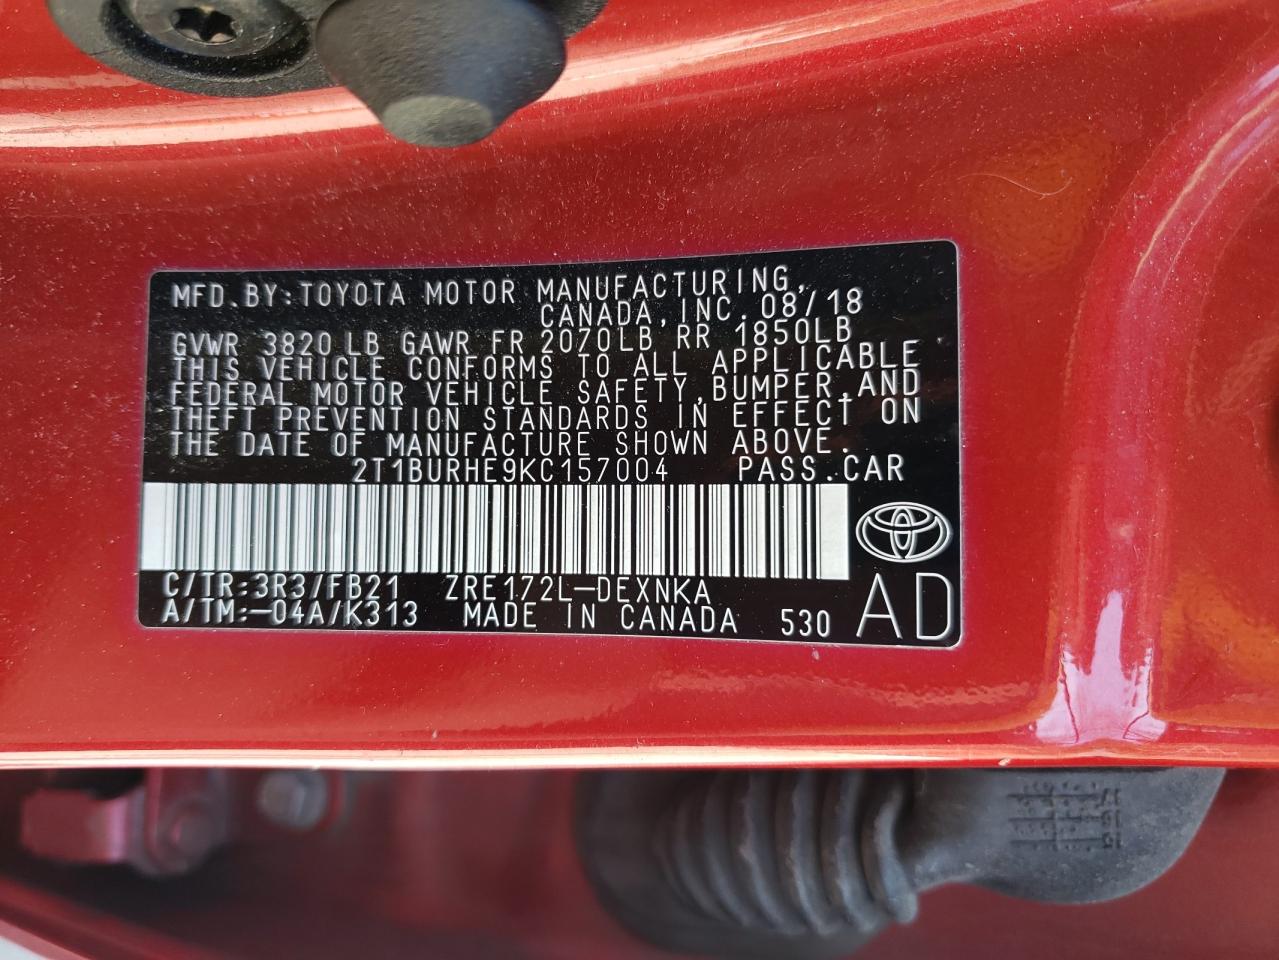 MFD.BY:TOYOTA MOTOR MANUFACTURING,
CANADA,INC. 08/18
GVWR 3820LB GAWR FR 2070LB RR 1850LB
THIS VEHICLE CONFORMS TO ALL APPLICABLE
FEDERAL MOTOR VEHICLE SAFETY,BUMPER,AND
THEFT PREVENTION STANDARDS IN EFFECT ON
THE DATE OF MANUFACTURE SHOWN ABOVE.
2T1BURHE9KC157004 PASS.CAR
C/TR:3R3/FB21 ZRE172L-DEXNKA
A/TM:-04A/K313 MADE IN CANADA 530 AD